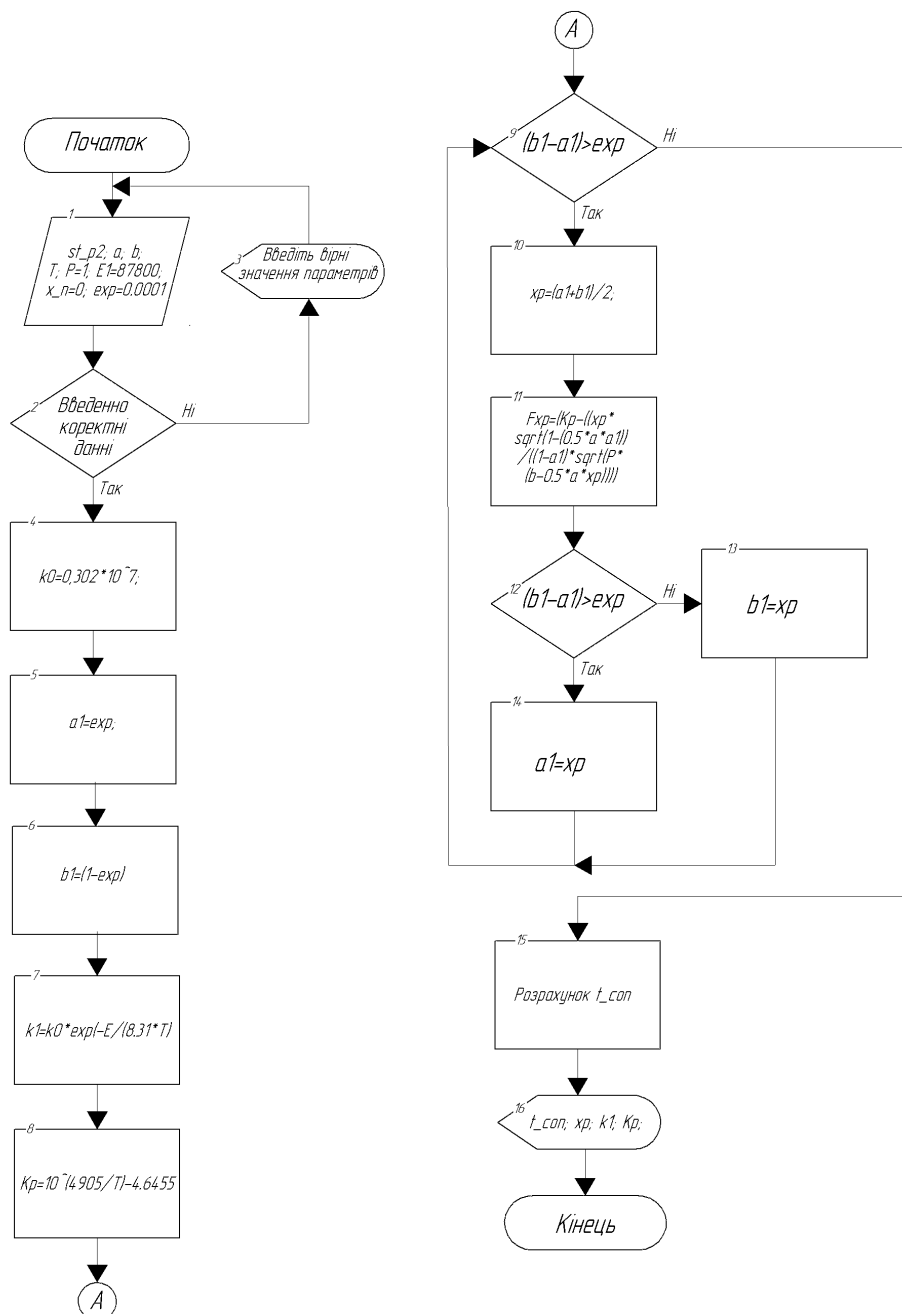 Початок
1
st_p2; a; b;
T; P=1; E1=87800;
x_n=0; exp=0.0001
3
Введіть вірні
значення параметрів
2
Введенно
коректні
данні
Ні
Так
4
k0=0,302*10^7;
5
a1=exp;
6
b1=(1-exp)
7
k1=k0*exp(-E/(8.31*T)
8
Kp=10^(4905/T)-4.6455
A
A
9
(b1-a1)>exp
Ні
Так
10
xp=(a1+b1)/2;
11
Fxp=(Kp-((xp*
sqrt(1-(0.5*a*a1))
/((1-a1)*sqrt(P*
(b-0.5*a*xp))))
12
(b1-a1)>exp
Ні
Так
13
b1=xp
14
a1=xp
15
Розрахунок t_con
16
t_con; xp; k1; Kp;
Кінець